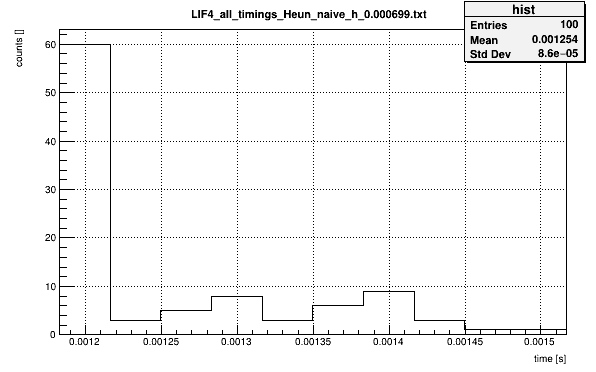 LIF4_all_timings_Heun_naive_h_0.000699.txt
hist
Entries 100
Mean 0.001254
Std Dev 8.6e−05
counts []
60
50
40
30
20
10
0
0.0012 0.00125 0.0013 0.00135 0.0014 0.00145 0.0015
time [s]